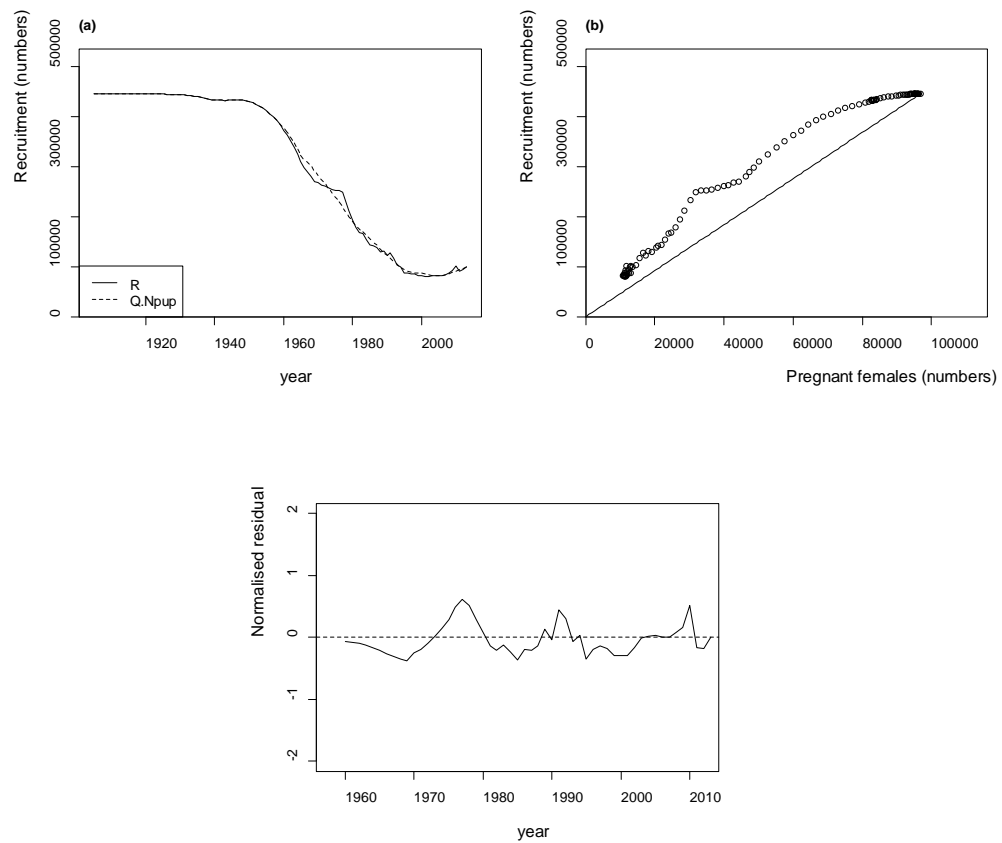 (a)
Recruitment (numbers)
500000
300000
100000
0
R
Q.Npup
1920 1940 1960 1980 2000
year
(b)
Recruitment (numbers)
500000
300000
100000
0
0 20000 40000 60000 80000 100000
Pregnant females (numbers)
Normalised residual
2
1
0
-1
-2
1960 1970 1980 1990 2000 2010
year